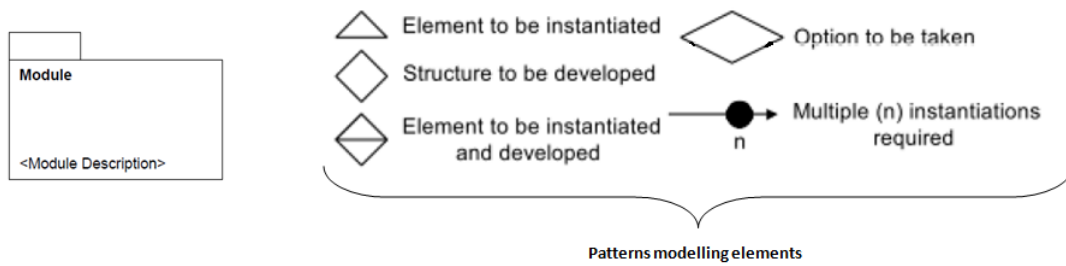 Module
<Module Description>
Element to be instantiated
Structure to be developed
Element to be instantiated
and developed
Option to be taken
Multiple (n) instantiations
required
n
Patterns modelling elements